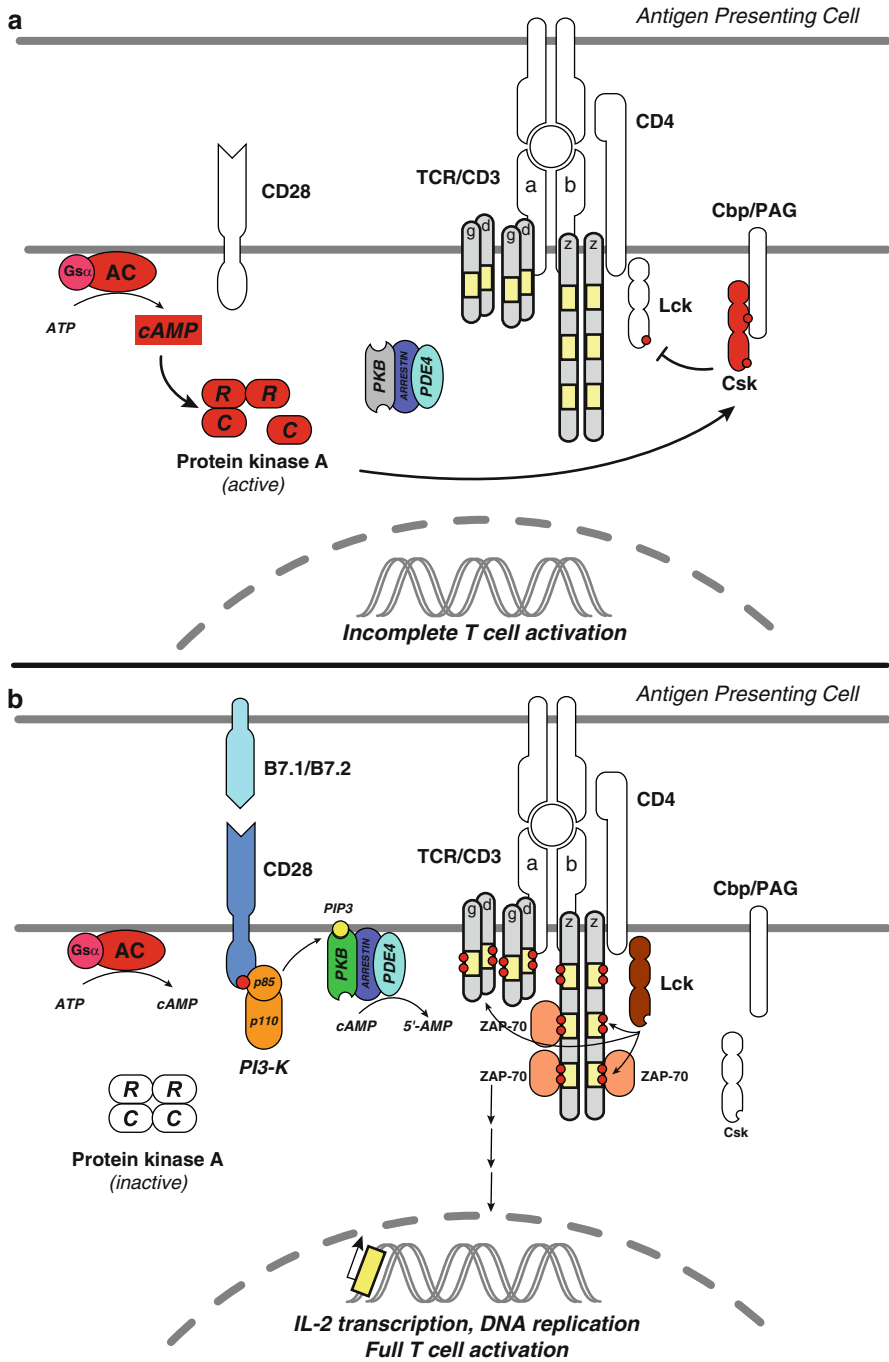 a
Antigen Presenting Cell
CD4
CD28
TCR/CD3
a
b
Cbp/PAG
g
d
g
d
z
z
Gsα
AC
ATP
cAMP
Lck
Csk
PKB
ARRESTIN
PDE4
R
R
C
C
Protein kinase A
(active)
Incomplete T cell activation
b
Antigen Presenting Cell
B7.1/B7.2
CD4
CD28
TCR/CD3
a
b
Cbp/PAG
PIP3
g
d
g
d
z
z
Gsα
AC
PKB
ARRESTIN
PDE4
ATP
cAMP
p85
p110
PI3-K
cAMP
5'-AMP
Lck
ZAP-70
ZAP-70
ZAP-70
Csk
R
R
C
C
Protein kinase A
(inactive)
IL-2 transcription, DNA replication
Full T cell activation